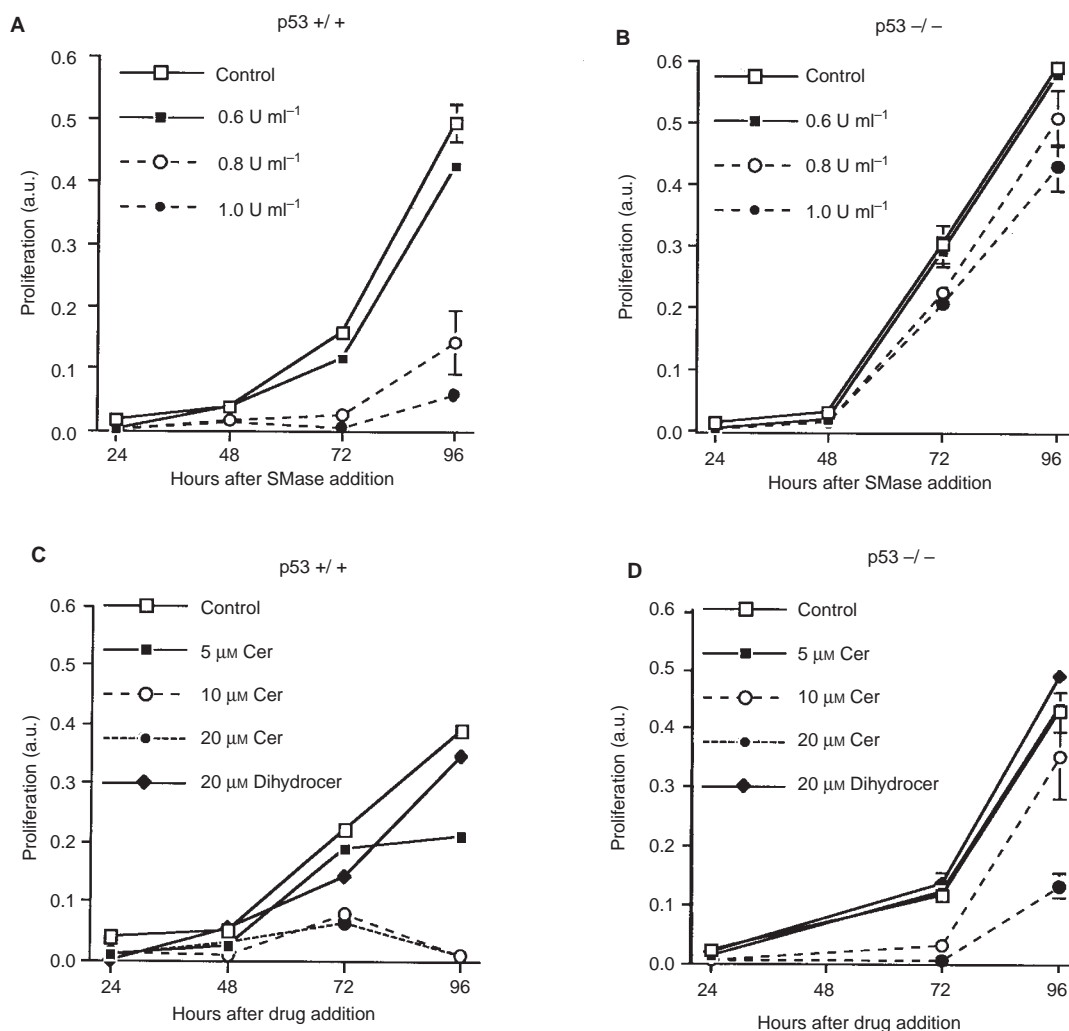 A
p53 +/ +
0.6
0.5
0.4
0.3
0.2
0.1
0.0
Control
0.6 U ml⁻¹
0.8 U ml⁻¹
1.0 U ml⁻¹
Proliferation (a.u.)
24
48
72
96
Hours after SMase addition
B
p53 –/ –
0.6
0.5
0.4
0.3
0.2
0.1
0.0
Control
0.6 U ml⁻¹
0.8 U ml⁻¹
1.0 U ml⁻¹
Proliferation (a.u.)
24
48
72
96
Hours after SMase addition
C
p53 +/ +
0.6
0.5
0.4
0.3
0.2
0.1
0.0
Control
5 µM Cer
10 µM Cer
20 µM Cer
20 µM Dihydrocer
Proliferation (a.u.)
24
48
72
96
Hours after drug addition
D
p53 –/ –
0.6
0.5
0.4
0.3
0.2
0.1
0.0
Control
5 µM Cer
10 µM Cer
20 µM Cer
20 µM Dihydrocer
Proliferation (a.u.)
24
48
72
96
Hours after drug addition